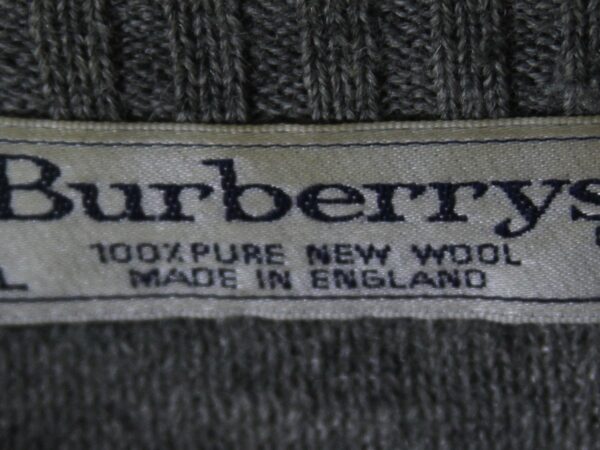 Burberrys
100% PURE NEW WOOL
L MADE IN ENGLAND